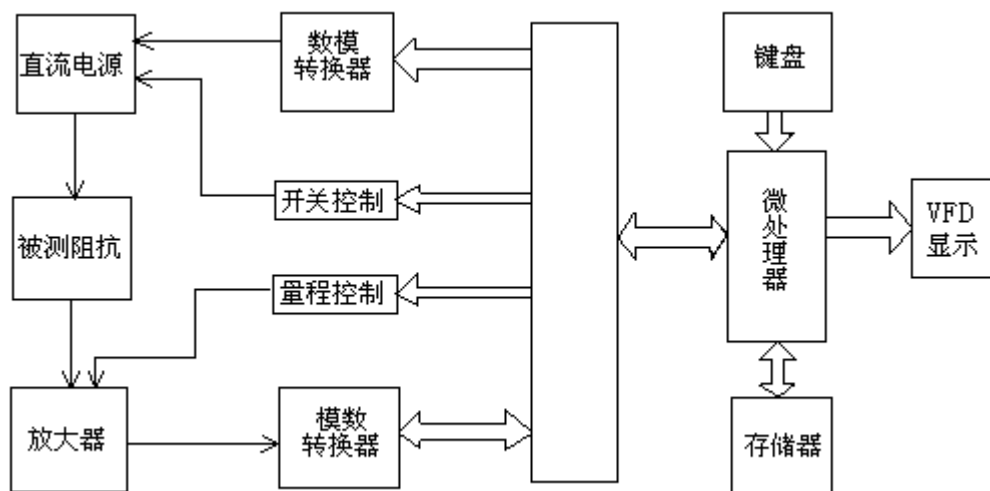 直流电源
数模
转换器
键盘
开关控制
微处理器
VFD
显示
被测阻抗
量程控制
放大器
模数
转换器
存储器